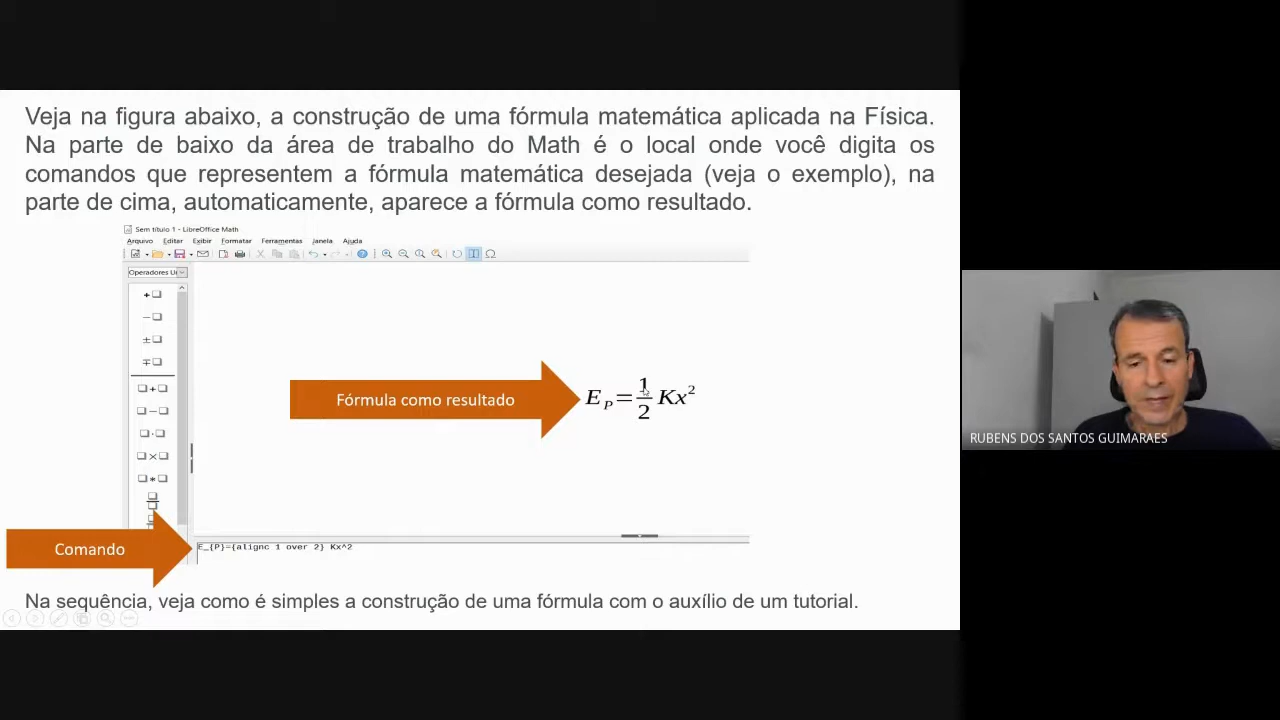 Veja na figura abaixo, a construção de uma fórmula matemática aplicada na Física.
Na parte de baixo da área de trabalho do Math é o local onde você digita os
comandos que representem a fórmula matemática desejada (veja o exemplo), na
parte de cima, automaticamente, aparece a fórmula como resultado.
Sem título 1 - LibreOffice Math
Arquivo Editar Exibir Formatar Ferramentas Janela Ajuda
Operadores Un
+□
−□
±□
∓□
□+□
□−□
□·□
□×□
□∗□
Fórmula como resultado
E_P = 1/2 Kx²
RUBENS DOS SANTOS GUIMARAES
Comando
E_{P}={alignc 1 over 2} Kx^2
Na sequência, veja como é simples a construção de uma fórmula com o auxílio de um tutorial.